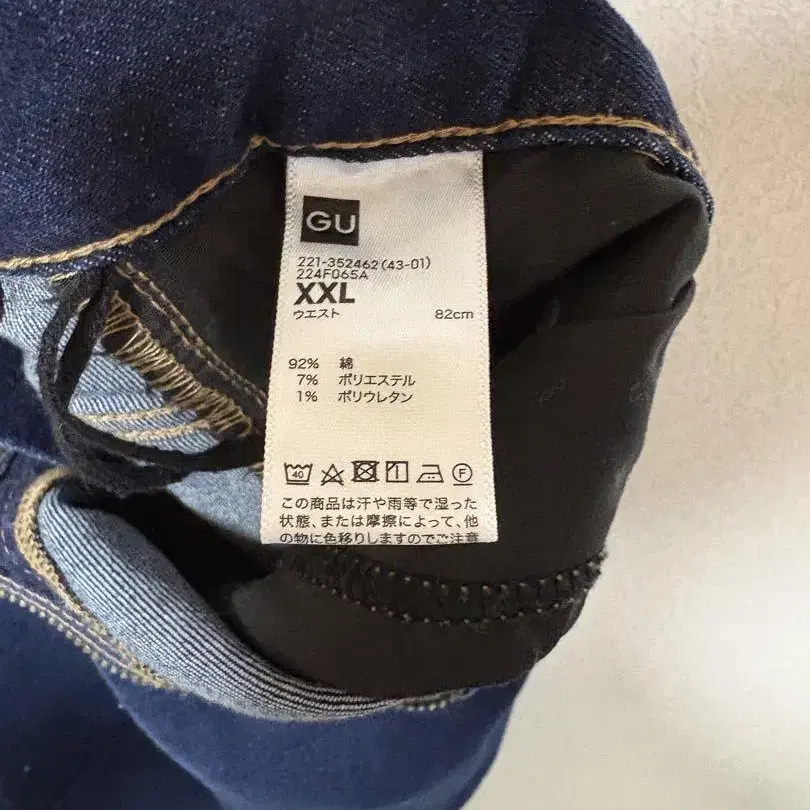 GU
221-352462(43-01)
224F065A
XXL
ウエスト 82cm
92% 綿
7% ポリエステル
1% ポリウレタン
40
F
この商品は汗や雨等で湿った
状態、または摩擦によって、他
の物に色移りしますのでご注意